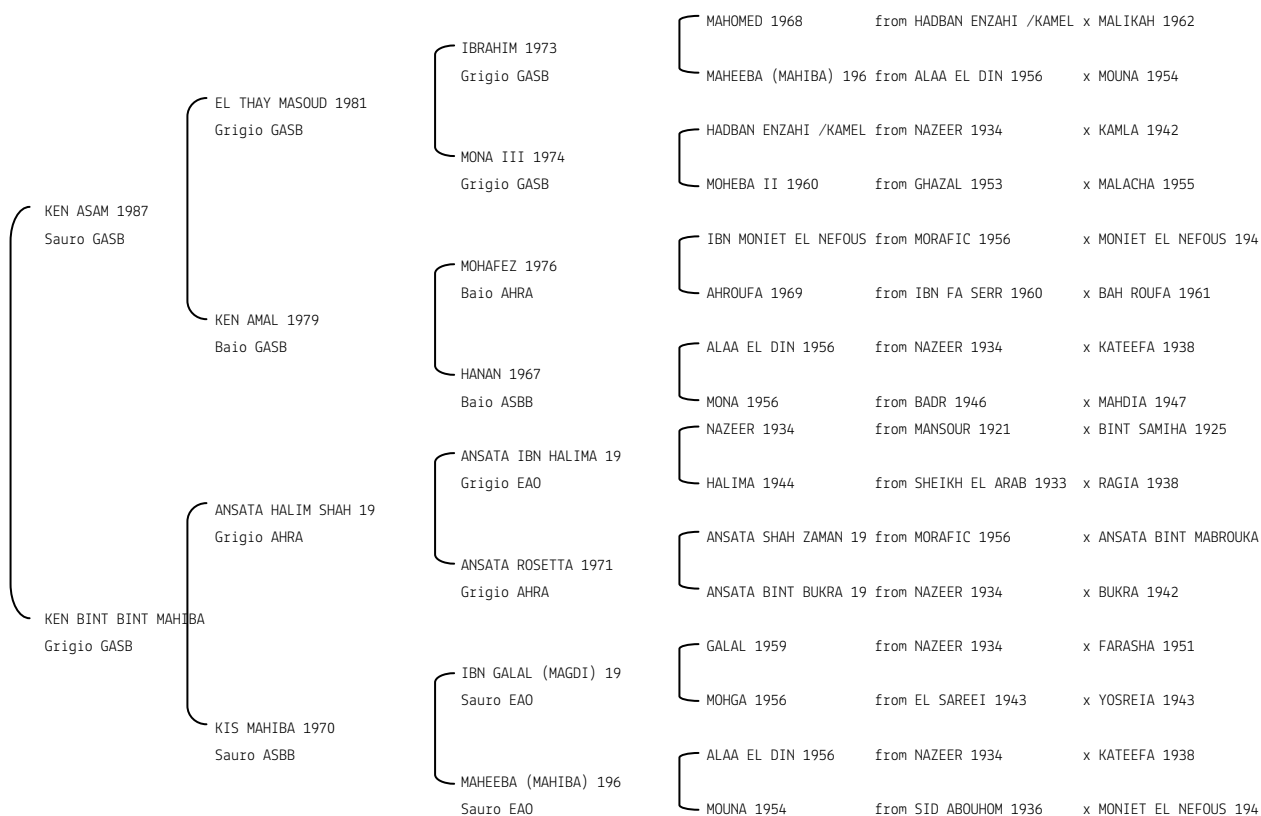 MAHOMED 1968 from HADBAN ENZAHI /KAMEL x MALIKAH 1962
IBRAHIM 1973
Grigio GASB
MAHEEBA (MAHIBA) 196 from ALAA EL DIN 1956 x MOUNA 1954
EL THAY MASOUD 1981
Grigio GASB
HADBAN ENZAHI /KAMEL from NAZEER 1934 x KAMLA 1942
MONA III 1974
Grigio GASB
MOHEBA II 1960 from GHAZAL 1953 x MALACHA 1955
KEN ASAM 1987
Sauro GASB
IBN MONIET EL NEFOUS from MORAFIC 1956 x MONIET EL NEFOUS 194
MOHAFEZ 1976
Baio AHRA
AHROUFA 1969 from IBN FA SERR 1960 x BAH ROUFA 1961
KEN AMAL 1979
Baio GASB
ALAA EL DIN 1956 from NAZEER 1934 x KATEEFA 1938
HANAN 1967
Baio ASBB
MONA 1956 from BADR 1946 x MAHDIA 1947
NAZEER 1934 from MANSOUR 1921 x BINT SAMIHA 1925
ANSATA IBN HALIMA 19
Grigio EAO
HALIMA 1944 from SHEIKH EL ARAB 1933 x RAGIA 1938
ANSATA HALIM SHAH 19
Grigio AHRA
ANSATA SHAH ZAMAN 19 from MORAFIC 1956 x ANSATA BINT MABROUKA
ANSATA ROSETTA 1971
Grigio AHRA
ANSATA BINT BUKRA 19 from NAZEER 1934 x BUKRA 1942
KEN BINT BINT MAHIBA
Grigio GASB
GALAL 1959 from NAZEER 1934 x FARASHA 1951
IBN GALAL (MAGDI) 19
Sauro EAO
MOHGA 1956 from EL SAREEI 1943 x YOSREIA 1943
KIS MAHIBA 1970
Sauro ASBB
ALAA EL DIN 1956 from NAZEER 1934 x KATEEFA 1938
MAHEEBA (MAHIBA) 196
Sauro EAO
MOUNA 1954 from SID ABOUHOM 1936 x MONIET EL NEFOUS 194